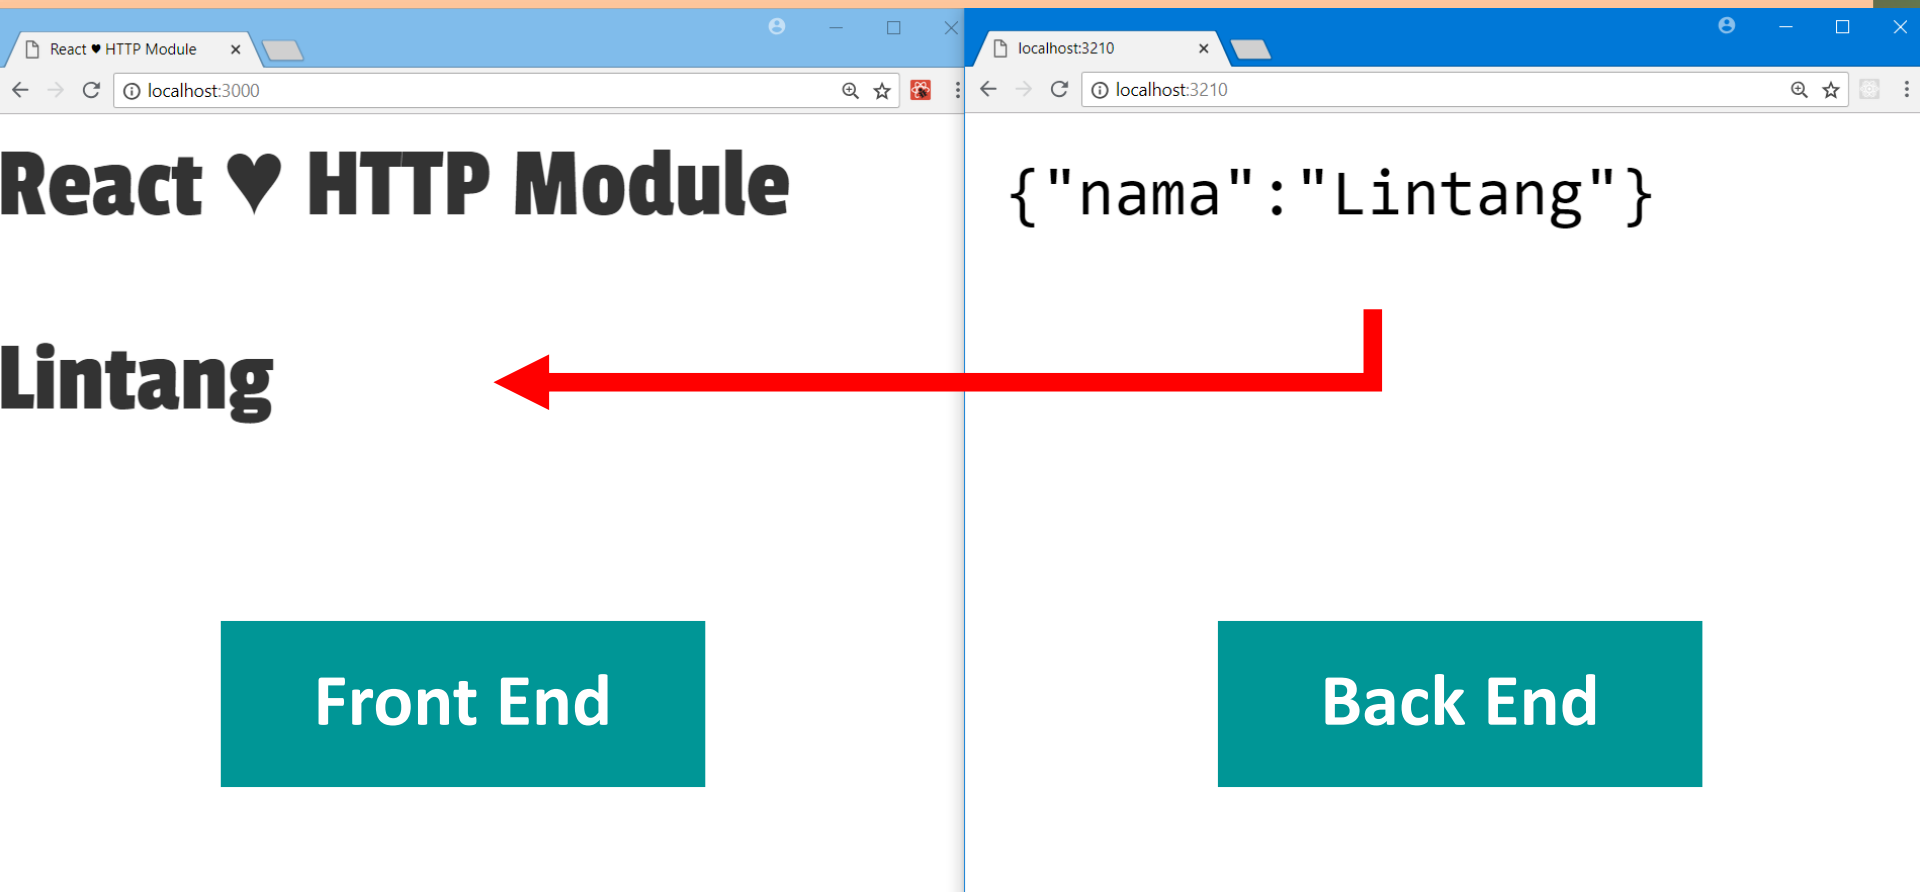 React ♥ HTTP Module
localhost:3000
React ♥ HTTP Module
Lintang
Front End
localhost:3210
localhost:3210
{"nama":"Lintang"}
Back End